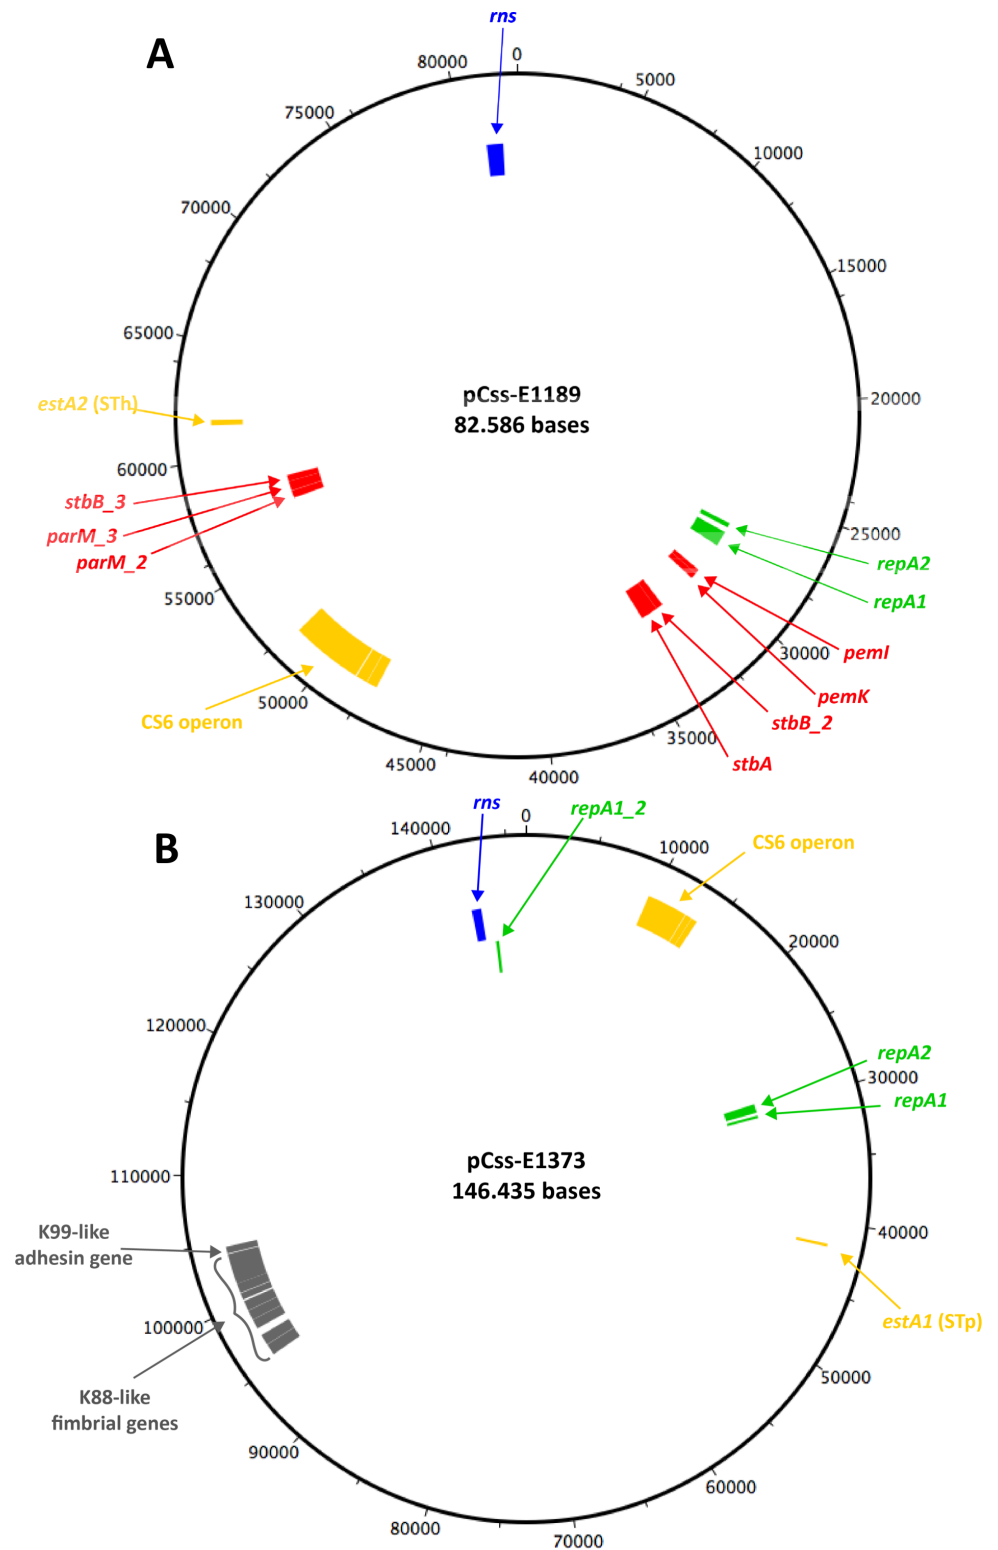 A
rns
0
80000
5000
75000
10000
70000
15000
65000
estA2 (STh)
pCss-E1189
82.586 bases
20000
60000
stbB_3
parM_3
parM_2
25000
repA2
repA1
55000
30000
pemI
pemK
50000
CS6 operon
stbB_2
35000
stbA
45000
40000
B
rns
repA1_2
0
140000
10000
CS6 operon
130000
20000
120000
repA2
30000
repA1
pCss-E1373
146.435 bases
110000
K99-like
adhesin gene
40000
100000
estA1 (STp)
50000
K88-like
fimbrial genes
90000
60000
80000
70000